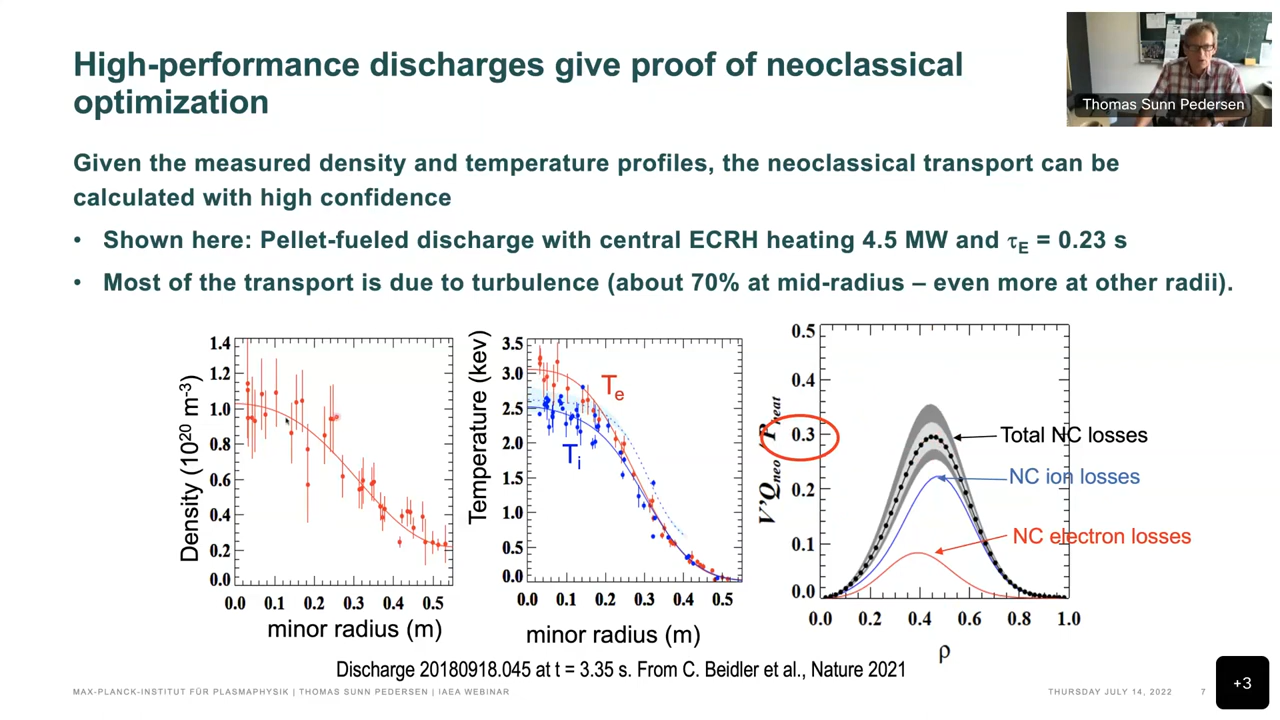 High-performance discharges give proof of neoclassical
optimization
Thomas Sunn Pedersen
Given the measured density and temperature profiles, the neoclassical transport can be
calculated with high confidence
• Shown here: Pellet-fueled discharge with central ECRH heating 4.5 MW and τE = 0.23 s
• Most of the transport is due to turbulence (about 70% at mid-radius – even more at other radii).
Density (10²⁰ m⁻³)
1.4
1.2
1.0
0.8
0.6
0.4
0.2
0.0
0.0 0.1 0.2 0.3 0.4 0.5
minor radius (m)
Temperature (kev)
3.5
3.0
2.5
2.0
1.5
1.0
0.5
0.0
Te
Ti
0.0 0.1 0.2 0.3 0.4 0.5
minor radius (m)
V'Qneo /Pheat
0.5
0.4
0.3
0.2
0.1
0.0
Total NC losses
NC ion losses
NC electron losses
0.0 0.2 0.4 0.6 0.8 1.0
ρ
Discharge 20180918.045 at t = 3.35 s. From C. Beidler et al., Nature 2021
MAX-PLANCK-INSTITUT FÜR PLASMAPHYSIK | THOMAS SUNN PEDERSEN | IAEA WEBINAR
THURSDAY JULY 14, 2022 7
+3